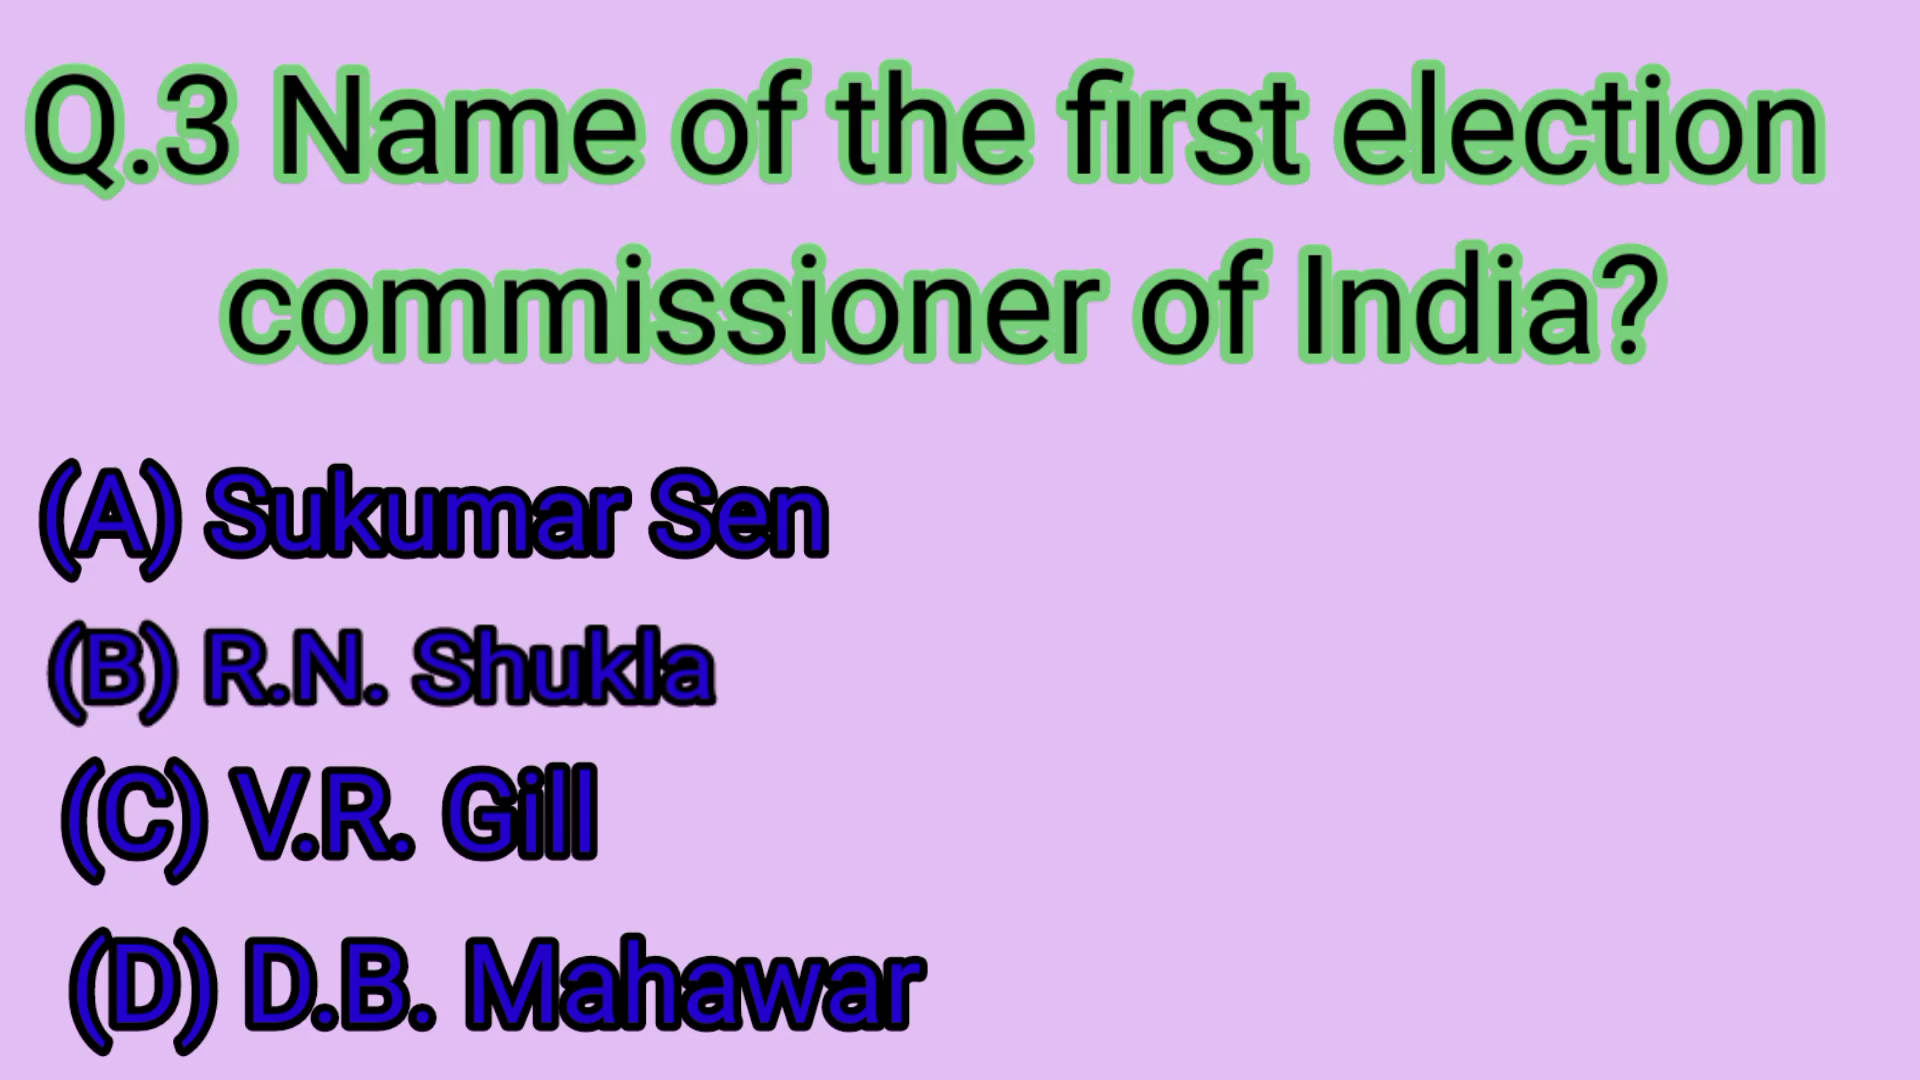 Q.3 Name of the first election
commissioner of India?
(A) Sukumar Sen
(B) R.N. Shukla
(C) V.R. Gill
(D) D.B. Mahawar